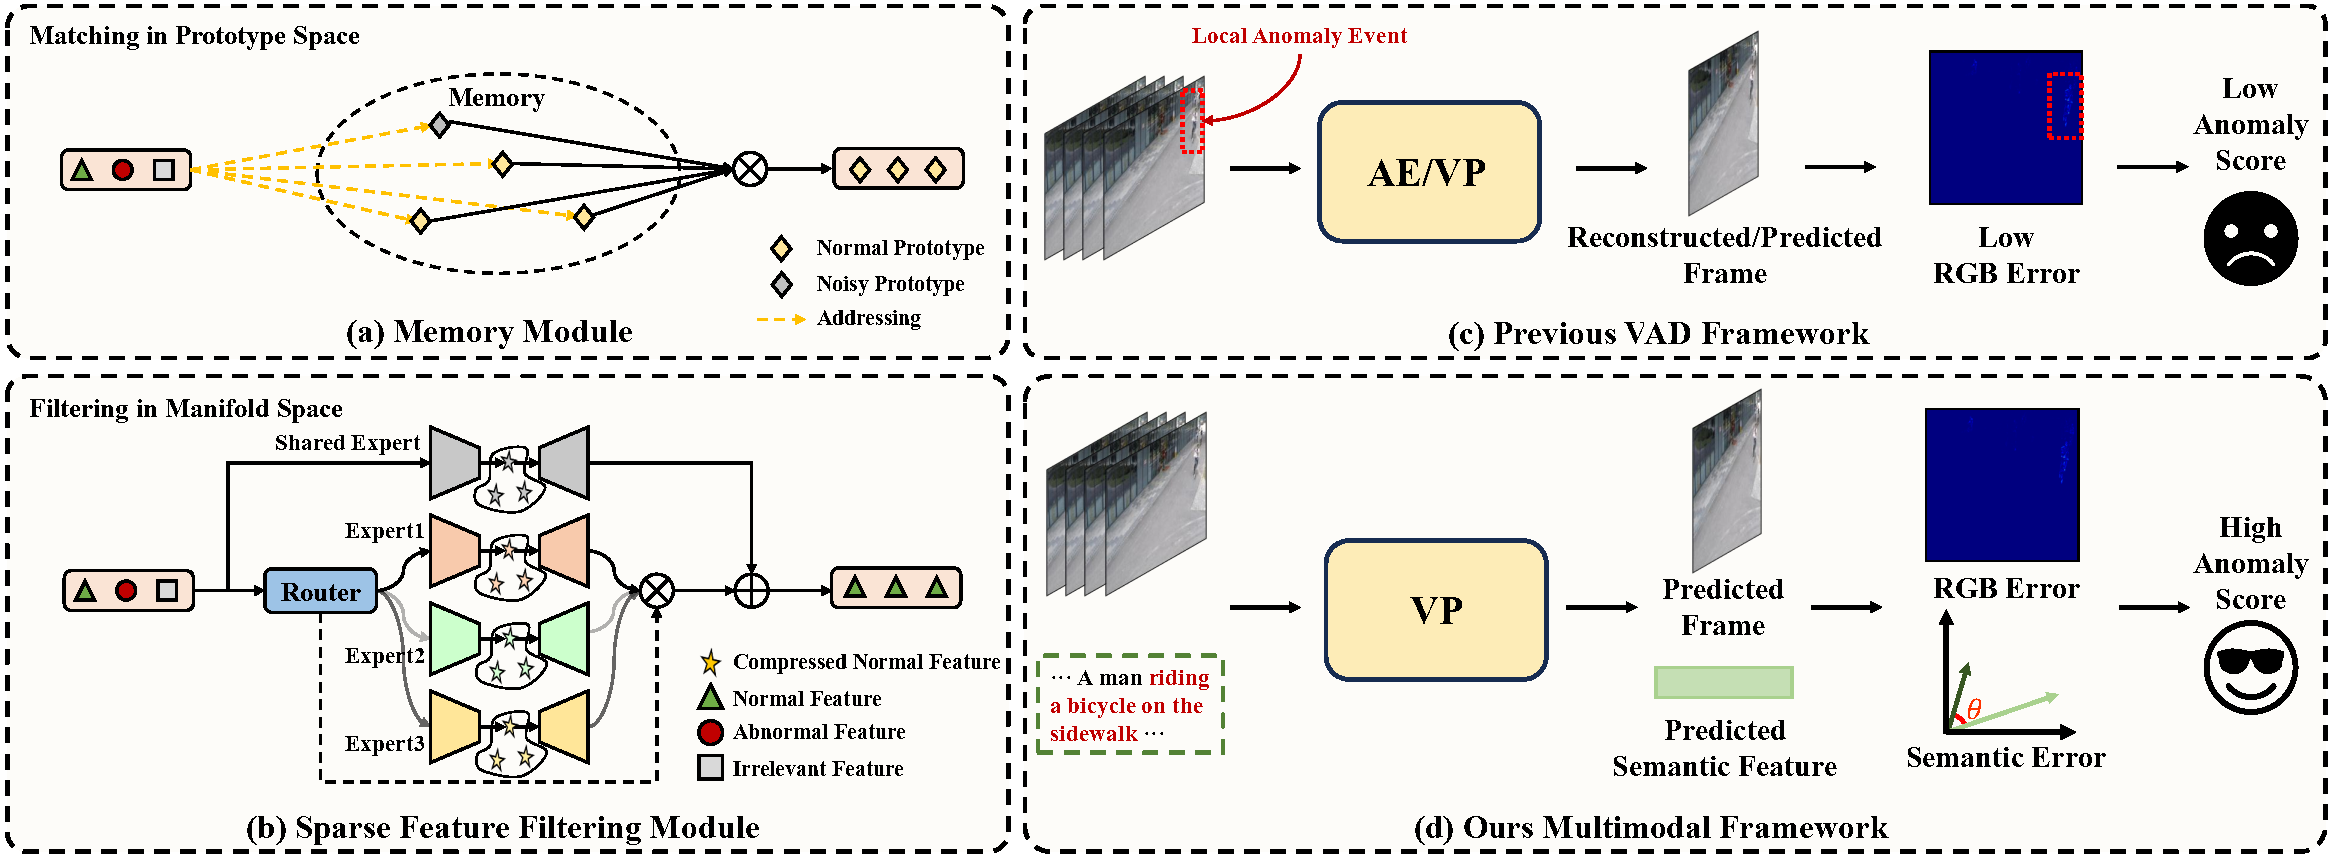 Matching in Prototype Space
Memory
Normal Prototype
Noisy Prototype
Addressing
(a) Memory Module
Local Anomaly Event
AE/VP
Reconstructed/Predicted
Frame
Low
RGB Error
Low
Anomaly
Score
(c) Previous VAD Framework
Filtering in Manifold Space
Shared Expert
Expert1
Router
Expert2
Expert3
Compressed Normal Feature
Normal Feature
Abnormal Feature
Irrelevant Feature
(b) Sparse Feature Filtering Module
··· A man riding
a bicycle on the
sidewalk ···
VP
Predicted
Frame
Predicted
Semantic Feature
RGB Error
θ
Semantic Error
High
Anomaly
Score
(d) Ours Multimodal Framework